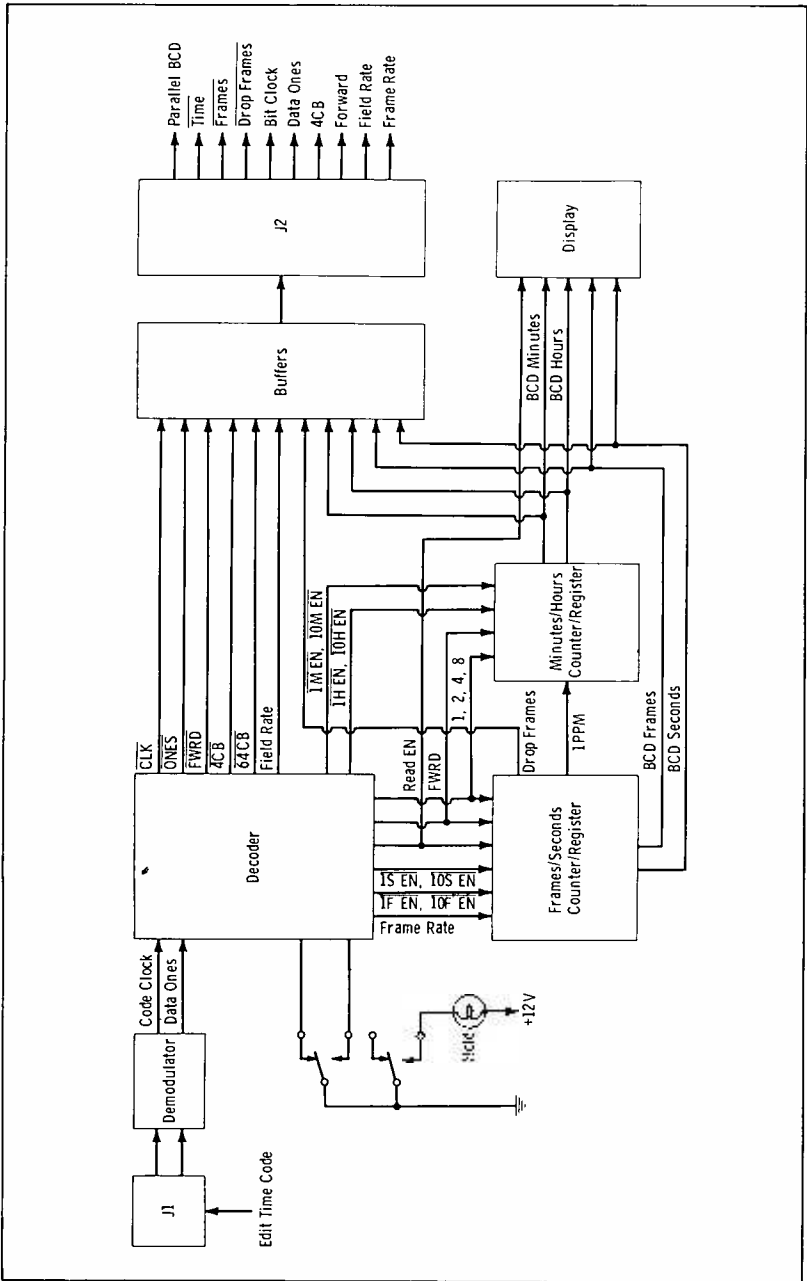 Edit Time Code
J1
Demodulator
Code Clock
Data Ones
Decoder
CLK
ONES
FWRD
4CB
64CB
Field Rate
Buffers
J2
Parallel BCD
Time
Frames
Drop Frames
Bit Clock
Data Ones
4CB
Forward
Field Rate
Frame Rate
Hold
+12V
Frame Rate
1F EN, 10F EN
1S EN, 10S EN
Read EN
FWRD
1, 2, 4, 8
1H EN, 10H EN
1M EN, 10M EN
Frames/Seconds
Counter/Register
Drop Frames
1PPM
Minutes/Hours
Counter/Register
BCD Minutes
BCD Hours
BCD Frames
BCD Seconds
Display